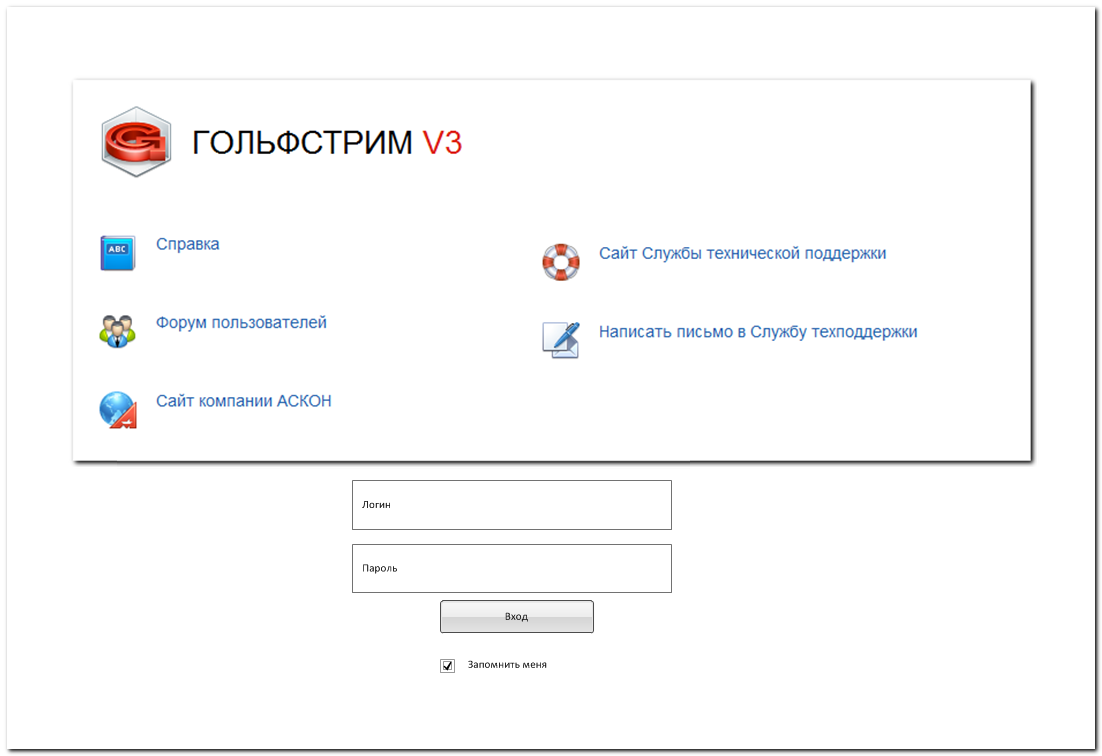 ГОЛЬФСТРИМ V3
ABC
Справка
Форум пользователей
Сайт компании АСКОН
Сайт Службы технической поддержки
Написать письмо в Службу техподдержки
Логин
Пароль
Вход
Запомнить меня